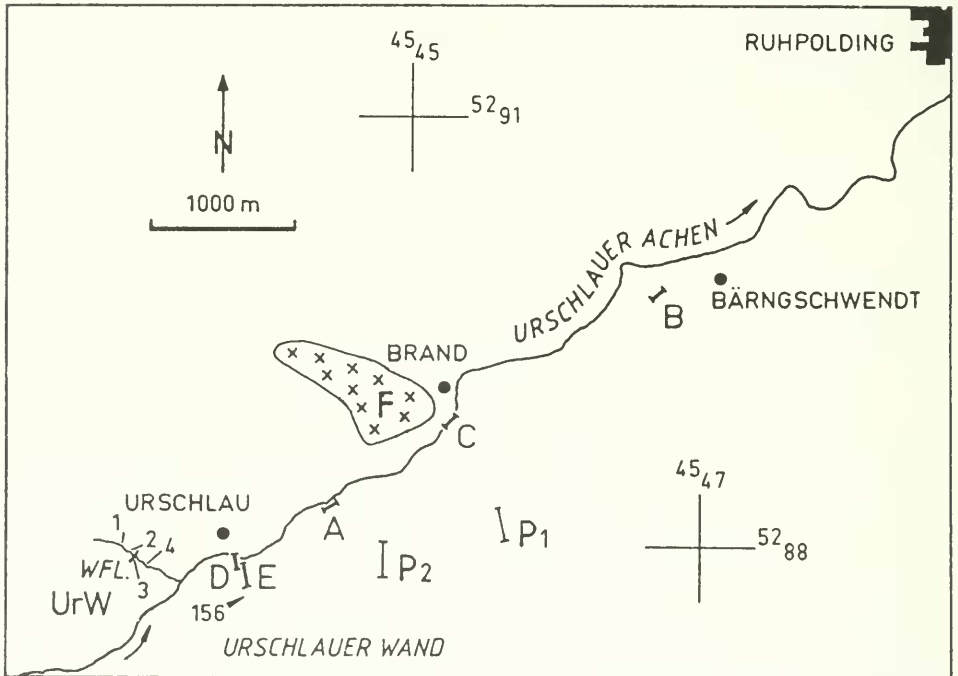 RUHPOLDING
45 45
52 91
N
1000 m
URSCHLAUER ACHEN
BÄRNGSCHWENDT
B
BRAND
F
C
45 47
52 88
URSCHLAU
A
P1
P2
1
2
4
WFL.
3
D
E
UrW
156
URSCHLAUER WAND